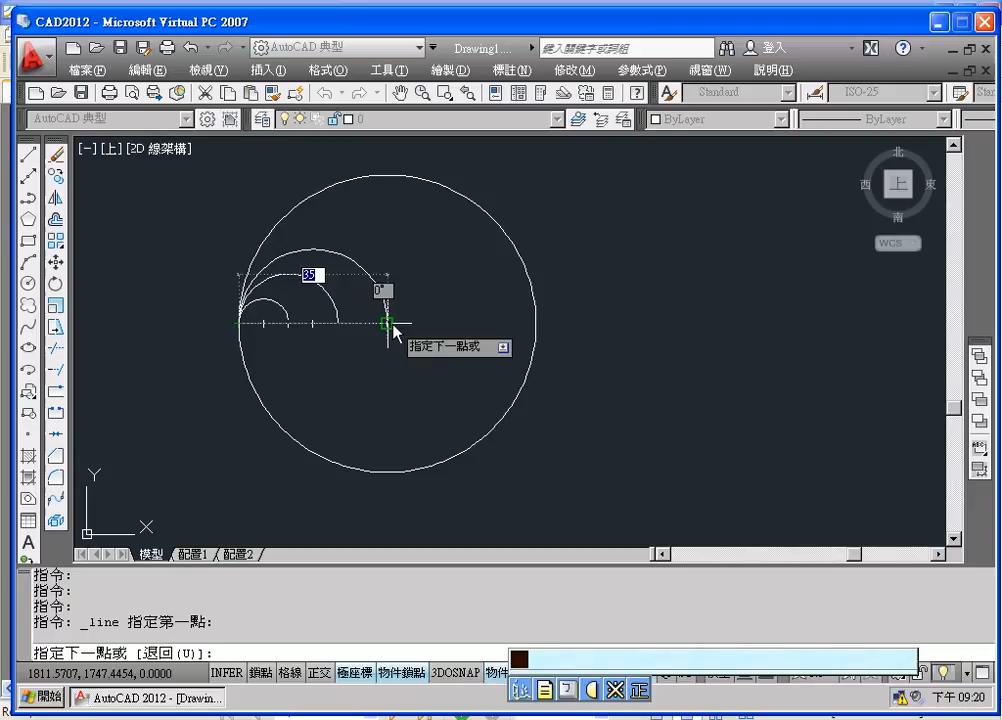 CAD2012 - Microsoft Virtual PC 2007
AutoCAD 典型
Drawing1....
鍵入關鍵字或詞組
登入
檔案(F) 編輯(E) 檢視(V) 插入(I) 格式(O) 工具(T) 繪製(D) 標註(N) 修改(M) 參數式(P) 視窗(W) 說明(H)
Standard
ISO-25
Stan
AutoCAD 典型
0
ByLayer
ByLayer
[-] [上] [2D 線架構]
北
西
上
東
南
WCS
35
0°
指定下一點或
Y
X
模型 配置1 配置2
指令:
指令:
指令:
指令: _line 指定第一點:
指定下一點或 [退回(U)]:
1811.5707, 1747.4454, 0.0000
INFER 鎖點 格線 正交 極座標 物件鎖點 3DOSNAP 物件
開始
AutoCAD 2012 - [Drawin...
下午 09:20